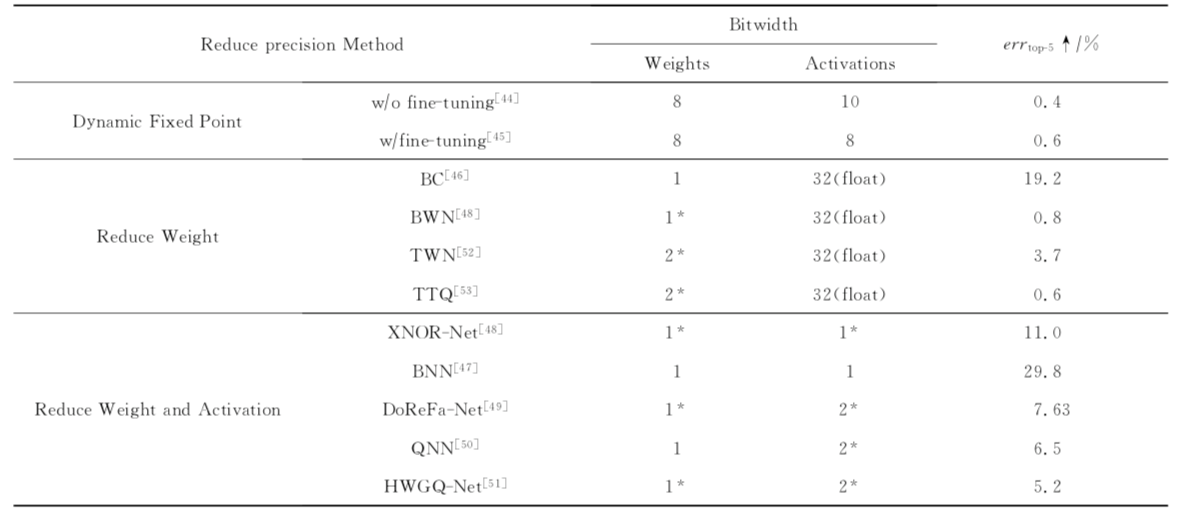 Reduce precision Method Bitwidth err_top-5 ↑/%
Weights Activations
Dynamic Fixed Point w/o fine-tuning[44] 8 10 0.4
w/fine-tuning[45] 8 8 0.6
Reduce Weight BC[46] 1 32(float) 19.2
BWN[48] 1* 32(float) 0.8
TWN[52] 2* 32(float) 3.7
TTQ[53] 2* 32(float) 0.6
Reduce Weight and Activation XNOR-Net[48] 1* 1* 11.0
BNN[47] 1 1 29.8
DoReFa-Net[49] 1* 2* 7.63
QNN[50] 1 2* 6.5
HWGQ-Net[51] 1* 2* 5.2